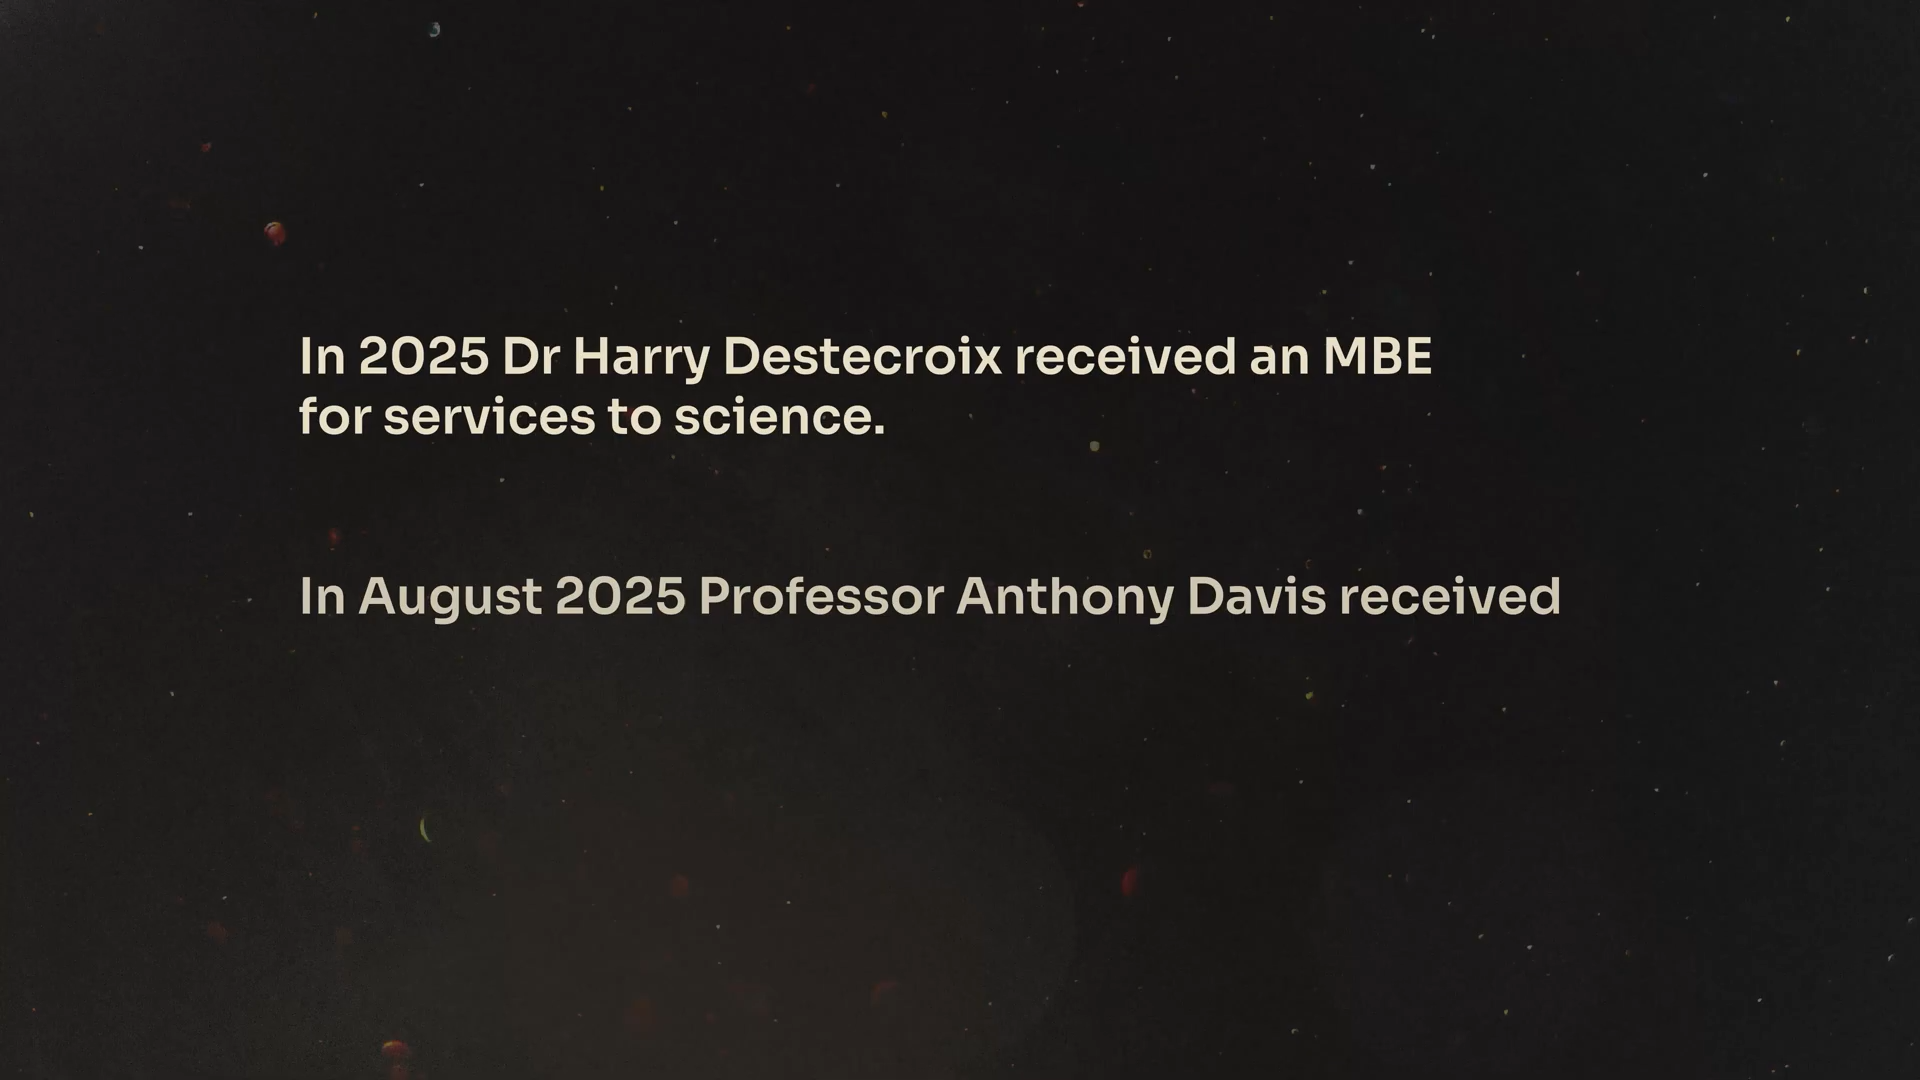 In 2025 Dr Harry Destecroix received an MBE
for services to science.
In August 2025 Professor Anthony Davis received